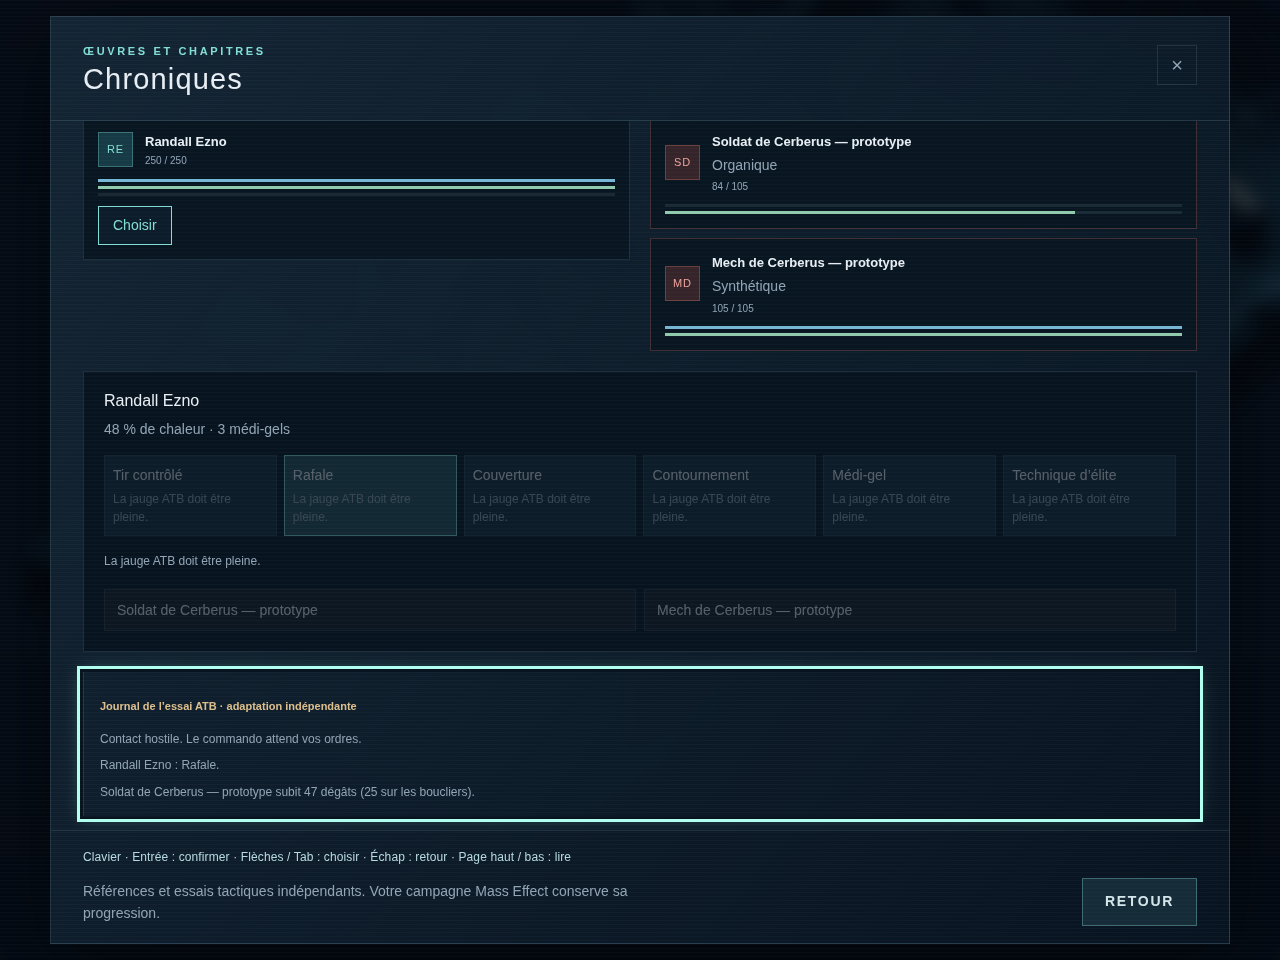 ŒUVRES ET CHAPITRES
Chroniques
×
RE
Randall Ezno
250 / 250
Choisir
SD
Soldat de Cerberus — prototype
Organique
84 / 105
MD
Mech de Cerberus — prototype
Synthétique
105 / 105
Randall Ezno
48 % de chaleur · 3 médi-gels
Tir contrôlé
La jauge ATB doit être
pleine.
Rafale
La jauge ATB doit être
pleine.
Couverture
La jauge ATB doit être
pleine.
Contournement
La jauge ATB doit être
pleine.
Médi-gel
La jauge ATB doit être
pleine.
Technique d’élite
La jauge ATB doit être
pleine.
La jauge ATB doit être pleine.
Soldat de Cerberus — prototype
Mech de Cerberus — prototype
Journal de l’essai ATB · adaptation indépendante
Contact hostile. Le commando attend vos ordres.
Randall Ezno : Rafale.
Soldat de Cerberus — prototype subit 47 dégâts (25 sur les boucliers).
Clavier · Entrée : confirmer · Flèches / Tab : choisir · Échap : retour · Page haut / bas : lire
Références et essais tactiques indépendants. Votre campagne Mass Effect conserve sa
progression.
RETOUR